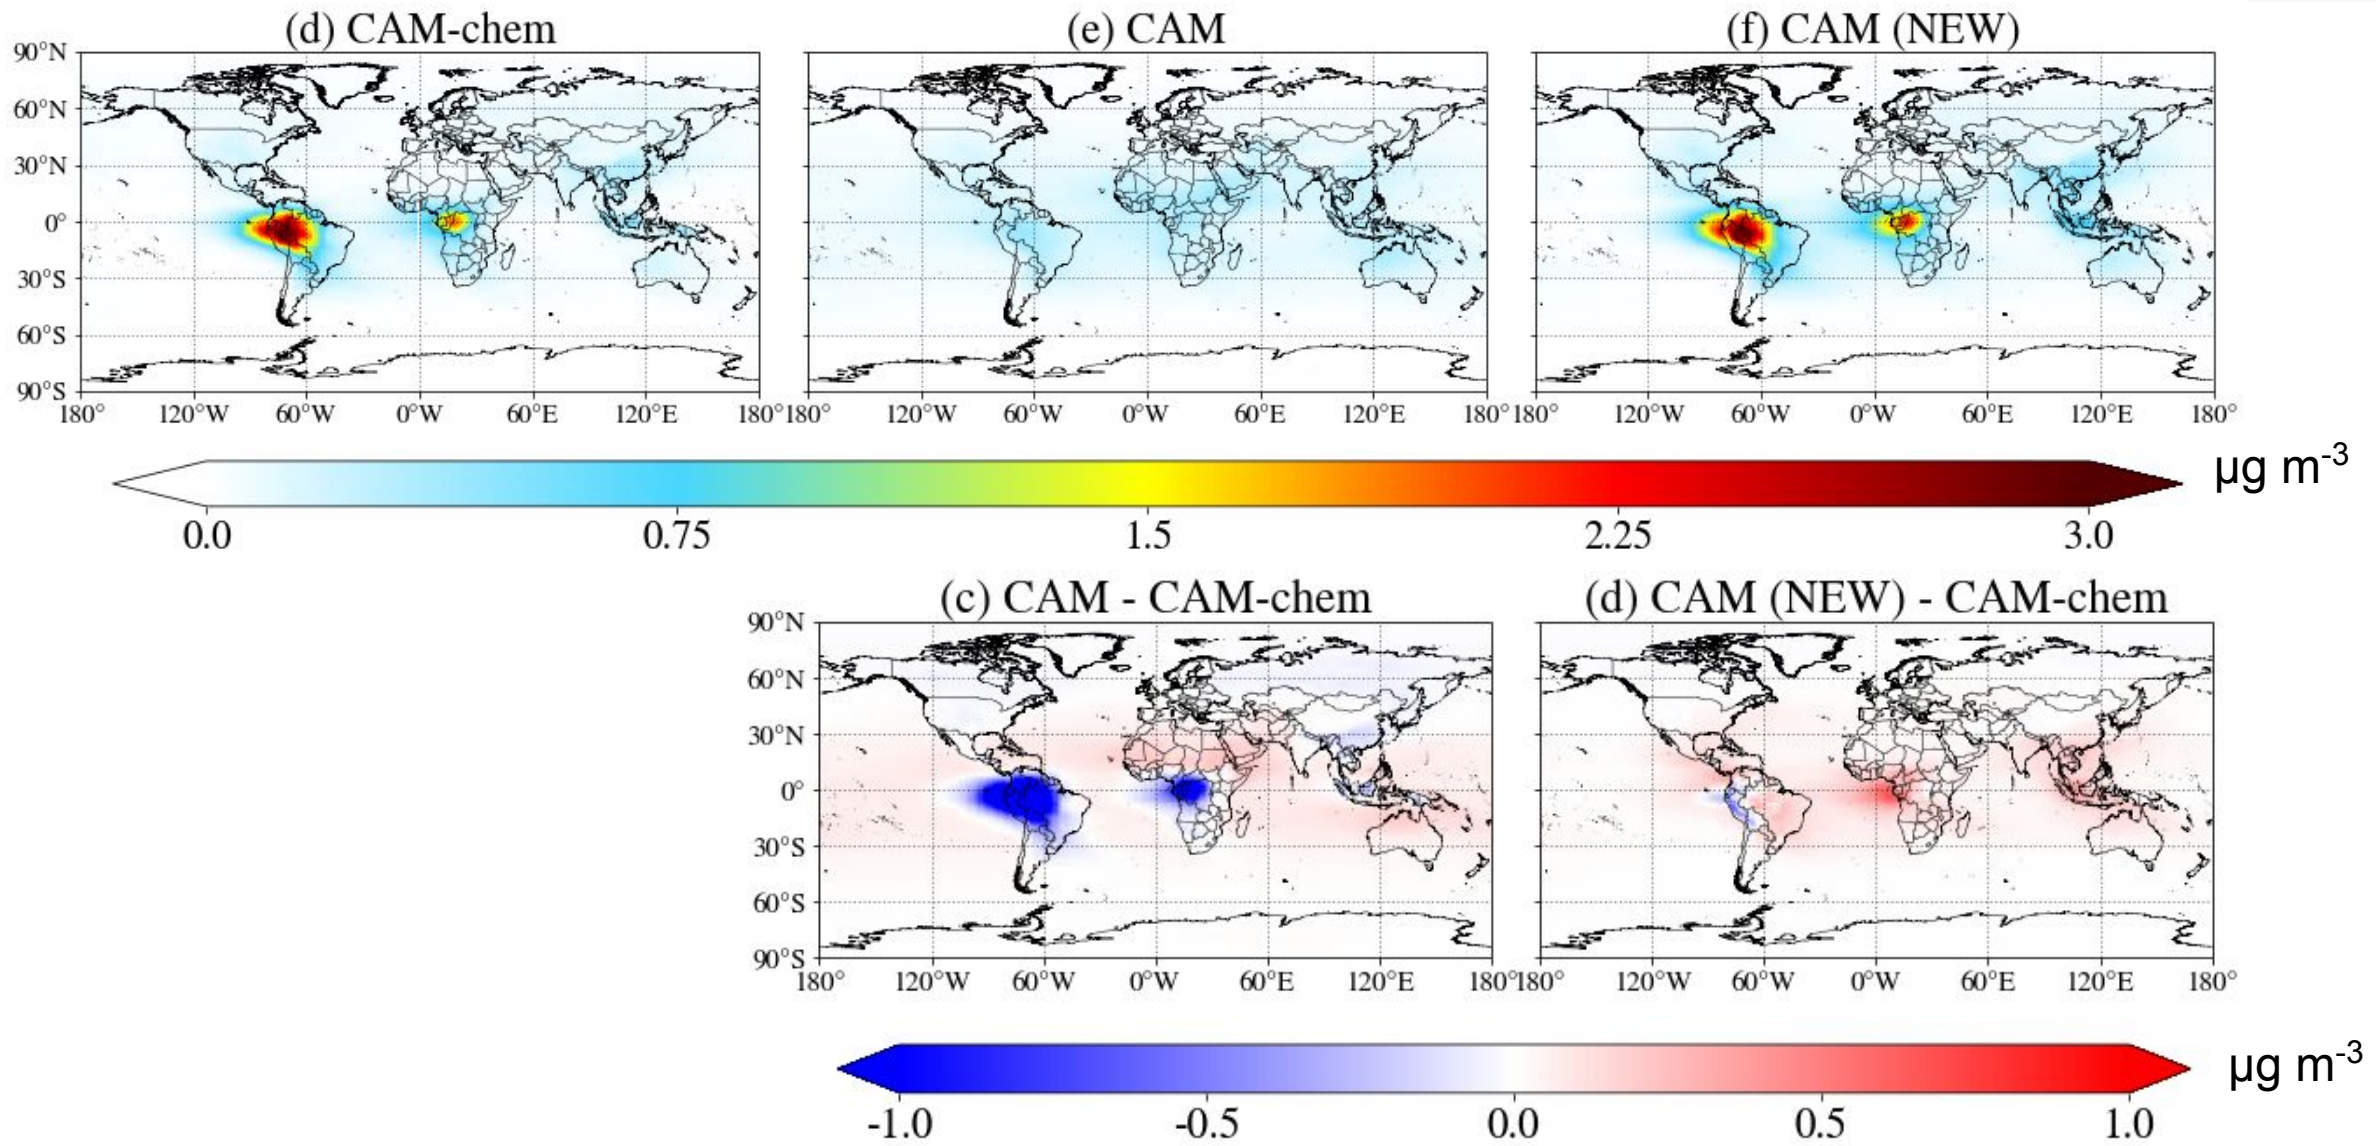 (d) CAM-chem (e) CAM (f) CAM (NEW)
90°N
60°N
30°N
0°
30°S
60°S
90°S
180° 120°W 60°W 0°W 60°E 120°E 180° 180° 120°W 60°W 0°W 60°E 120°E 180° 180° 120°W 60°W 0°W 60°E 120°E 180°
µg m-3
0.0 0.75 1.5 2.25 3.0
(c) CAM - CAM-chem (d) CAM (NEW) - CAM-chem
90°N
60°N
30°N
0°
30°S
60°S
90°S
180° 120°W 60°W 0°W 60°E 120°E 180° 180° 120°W 60°W 0°W 60°E 120°E 180°
µg m-3
-1.0 -0.5 0.0 0.5 1.0